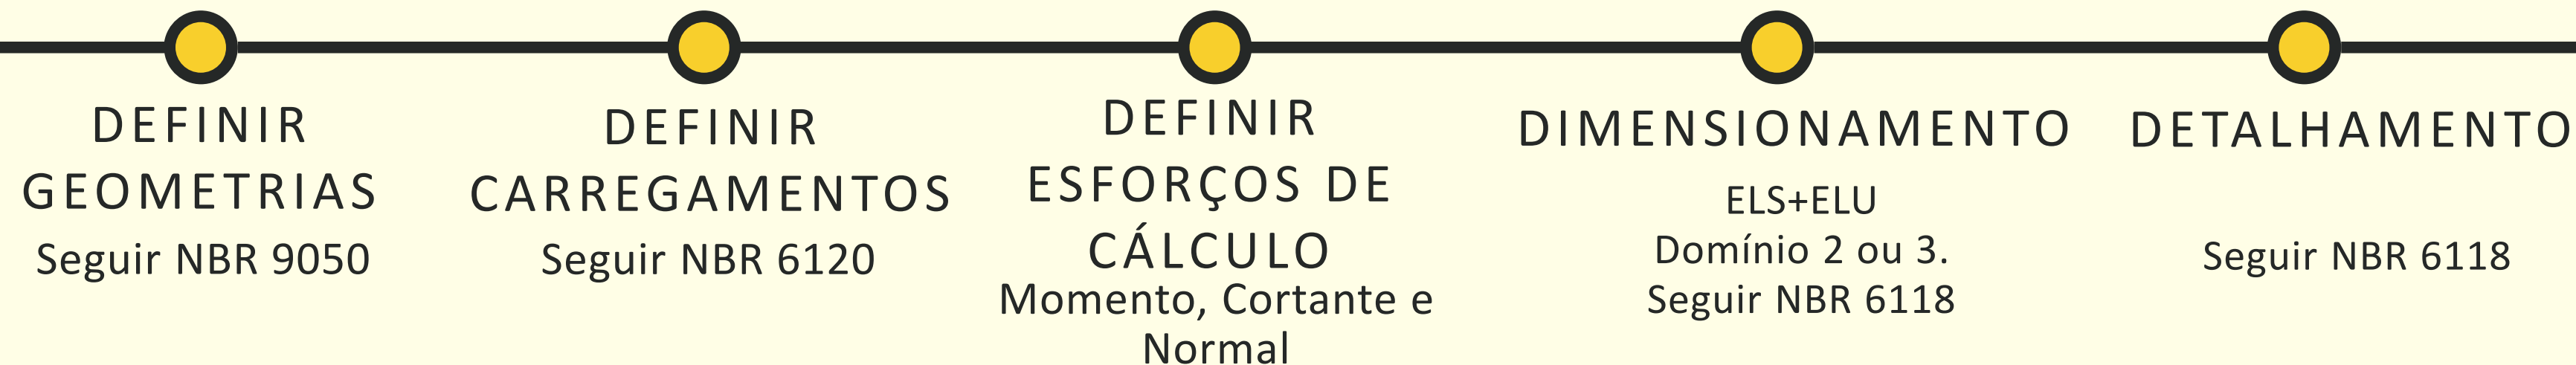 DEFINIR
GEOMETRIAS
Seguir NBR 9050
DEFINIR
CARREGAMENTOS
Seguir NBR 6120
DEFINIR
ESFORÇOS DE
CÁLCULO
Momento, Cortante e
Normal
DIMENSIONAMENTO
ELS+ELU
Domínio 2 ou 3.
Seguir NBR 6118
DETALHAMENTO
Seguir NBR 6118